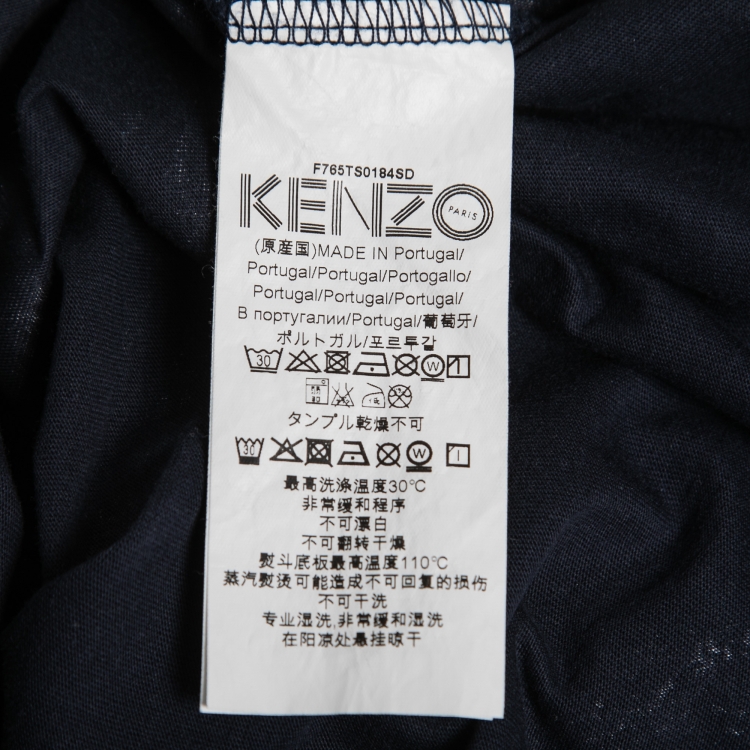 F765TS0184SD
KENZO PARIS
(原産国)MADE IN Portugal/
Portugal/Portugal/Portogallo/
Portugal/Portugal/Portugal/
В португалии/Portugal/葡萄牙/
ポルトガル/포르투갈
30 W
タンブル乾燥不可
30 W
最高洗涤温度30°C
非常缓和程序
不可漂白
不可翻转干燥
熨斗底板最高温度110°C
蒸汽熨烫可能造成不可回复的损伤
不可干洗
专业湿洗,非常缓和湿洗
在阴凉处悬挂晾干